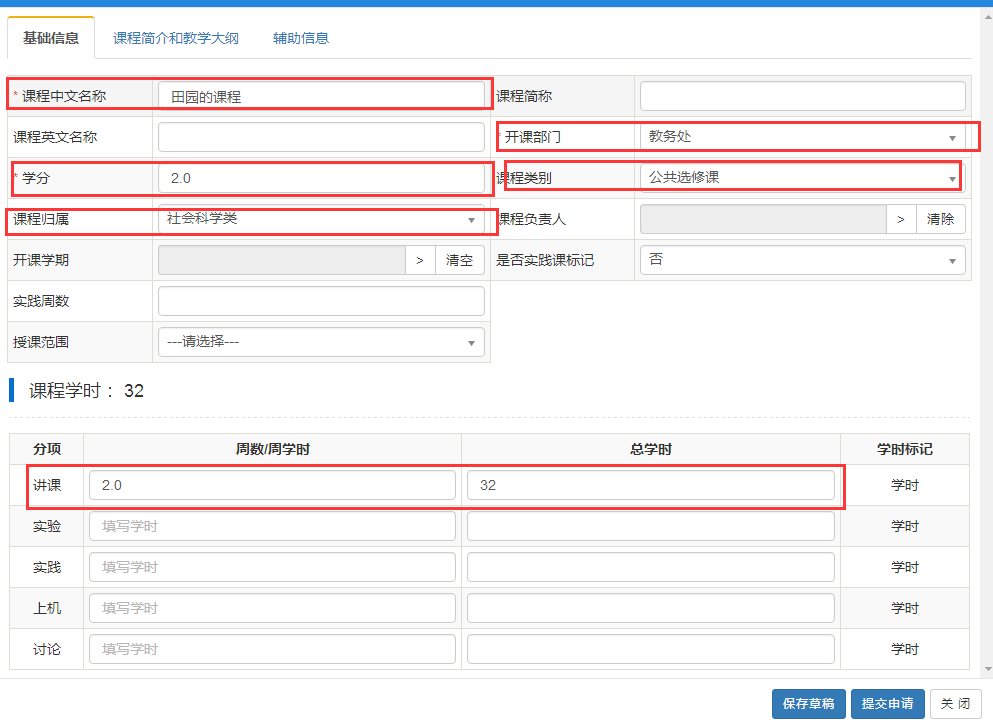 基础信息 课程简介和教学大纲 辅助信息
* 课程中文名称 田园的课程 课程简称
课程英文名称 * 开课部门 教务处
* 学分 2.0 课程类别 公共选修课
课程归属 社会科学类 课程负责人 > 清除
开课学期 > 清空 是否实践课标记 否
实践周数
授课范围 ---请选择---
课程学时： 32
分项 周数/周学时 总学时 学时标记
讲课 2.0 32 学时
实验 填写学时 学时
实践 填写学时 学时
上机 填写学时 学时
讨论 填写学时 学时
保存草稿 提交申请 关 闭